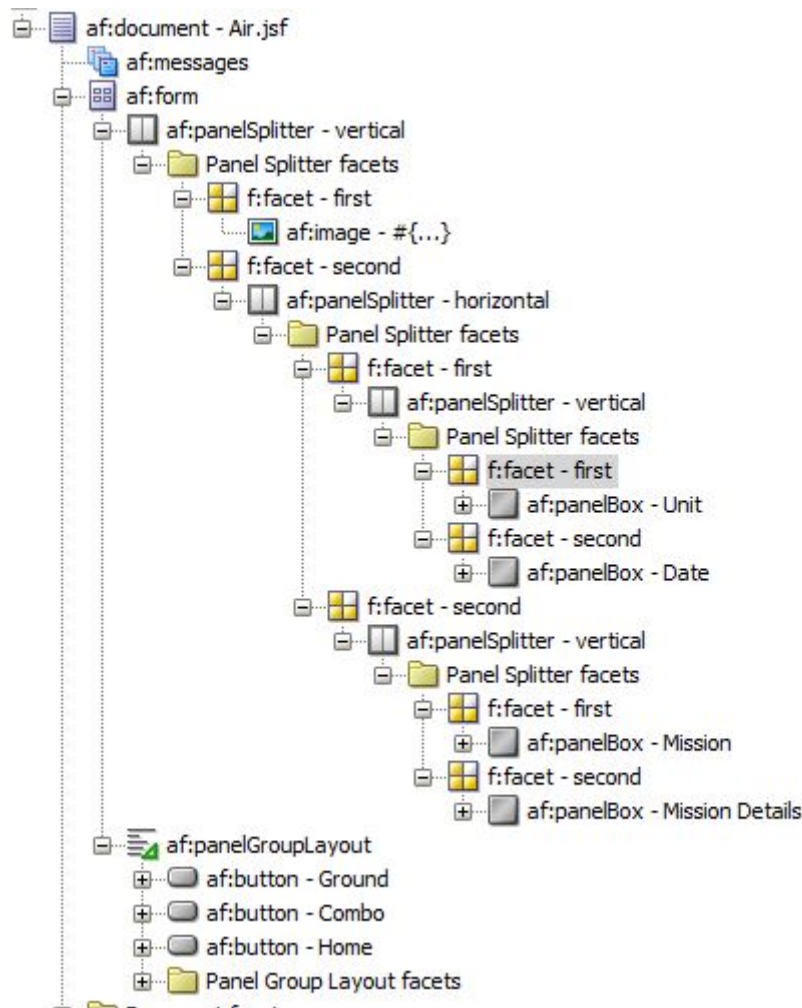 af:document - Air.jsf
af:messages
af:form
af:panelSplitter - vertical
Panel Splitter facets
f:facet - first
af:image - #{...}
f:facet - second
af:panelSplitter - horizontal
Panel Splitter facets
f:facet - first
af:panelSplitter - vertical
Panel Splitter facets
f:facet - first
af:panelBox - Unit
f:facet - second
af:panelBox - Date
f:facet - second
af:panelSplitter - vertical
Panel Splitter facets
f:facet - first
af:panelBox - Mission
f:facet - second
af:panelBox - Mission Details
af:panelGroupLayout
af:button - Ground
af:button - Combo
af:button - Home
Panel Group Layout facets